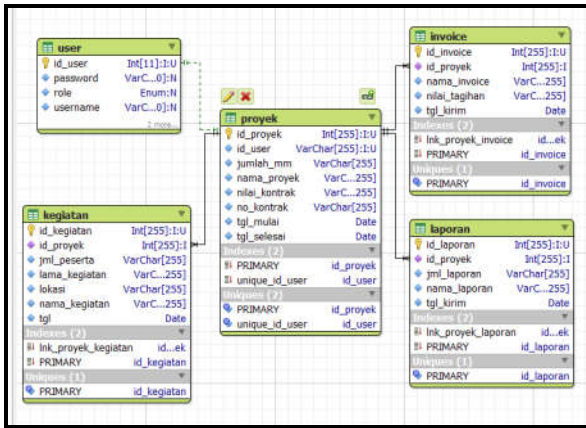 user
id_user Int[11]:I:U
password VarC...0]:N
role Enum:N
username VarC...0]:N
2 more...
proyek
id_proyek Int[255]:I:U
id_user VarChar[255]:I:U
jumlah_mm VarChar[255]
nama_proyek VarC...255]
nilai_kontrak VarC...255]
no_kontrak VarChar[255]
tgl_mulai Date
tgl_selesai Date
Indexes (2)
PRIMARY id_proyek
unique_id_user id_user
Uniques (2)
PRIMARY id_proyek
unique_id_user id_user
invoice
id_invoice Int[255]:I:U
id_proyek Int[255]:I
nama_invoice VarC...255]
nilai_tagihan VarC...255]
tgl_kirim Date
Indexes (2)
lnk_proyek_invoice id...ek
PRIMARY id_invoice
Uniques (1)
PRIMARY id_invoice
kegiatan
id_kegiatan Int[255]:I:U
id_proyek Int[255]:I
jml_peserta VarChar[255]
lama_kegiatan VarC...255]
lokasi VarChar[255]
nama_kegiatan VarC...255]
tgl Date
Indexes (2)
lnk_proyek_kegiatan id...ek
PRIMARY id_kegiatan
Uniques (1)
PRIMARY id_kegiatan
laporan
id_laporan Int[255]:I:U
id_proyek Int[255]:I
jml_laporan VarChar[255]
nama_laporan VarC...255]
tgl_kirim Date
Indexes (2)
lnk_proyek_laporan id...ek
PRIMARY id_laporan
Uniques (1)
PRIMARY id_laporan